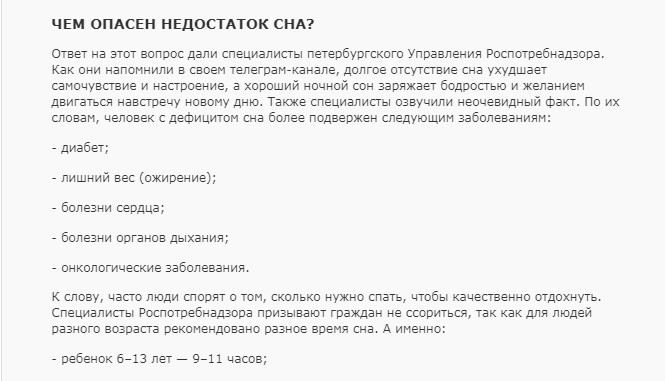 ЧЕМ ОПАСЕН НЕДОСТАТОК СНА?
Ответ на этот вопрос дали специалисты петербургского Управления Роспотребнадзора.
Как они напомнили в своем телеграм-канале, долгое отсутствие сна ухудшает
самочувствие и настроение, а хороший ночной сон заряжает бодростью и желанием
двигаться навстречу новому дню. Также специалисты озвучили неочевидный факт. По их
словам, человек с дефицитом сна более подвержен следующим заболеваниям:
- диабет;
- лишний вес (ожирение);
- болезни сердца;
- болезни органов дыхания;
- онкологические заболевания.
К слову, часто люди спорят о том, сколько нужно спать, чтобы качественно отдохнуть.
Специалисты Роспотребнадзора призывают граждан не ссориться, так как для людей
разного возраста рекомендовано разное время сна. А именно:
- ребенок 6–13 лет — 9–11 часов;